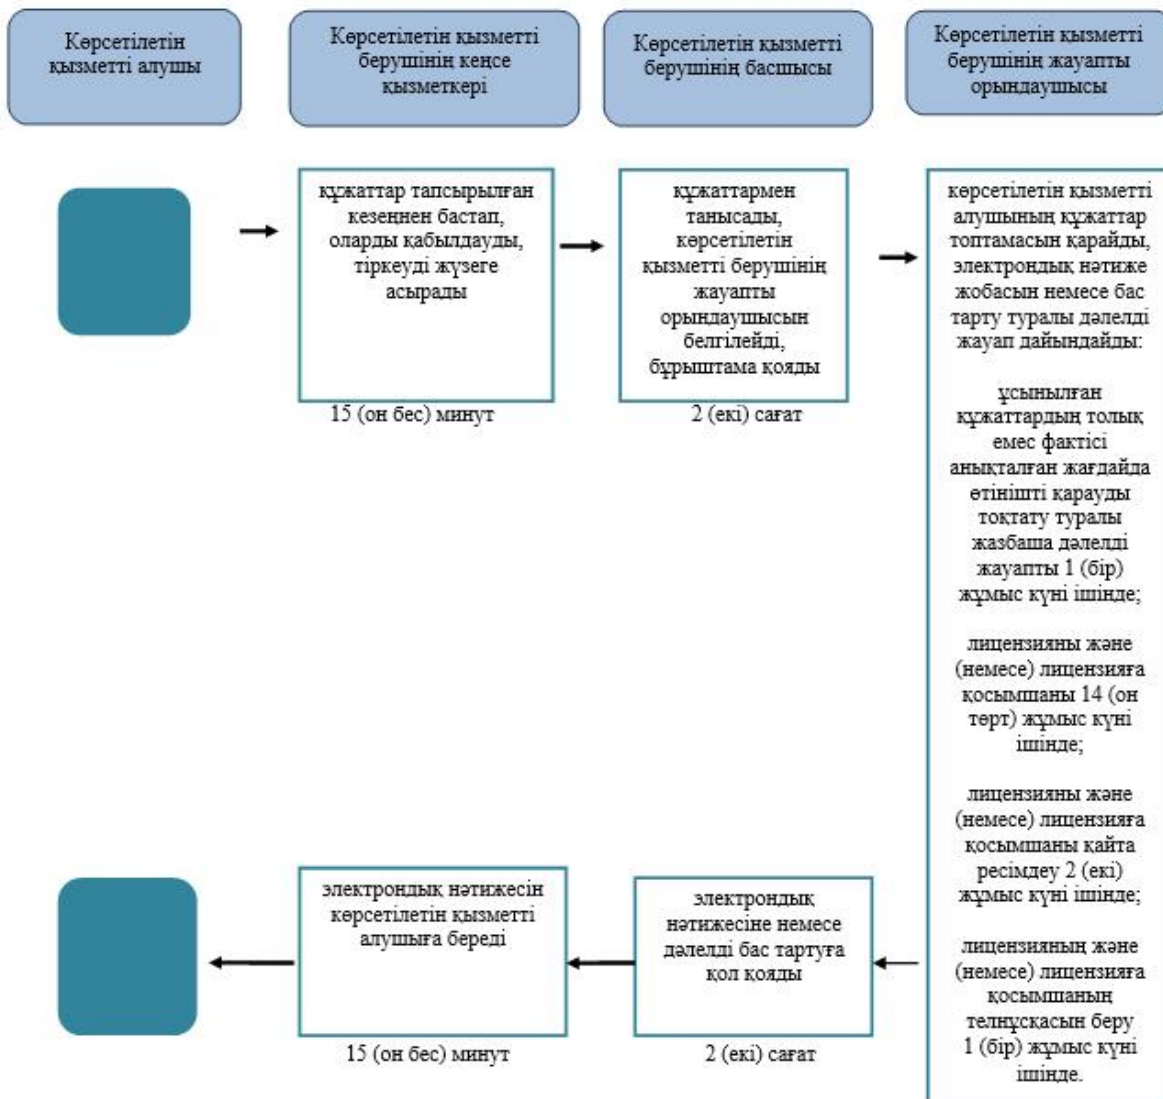 Көрсетілетін
қызметті алушы
Көрсетілетін қызметті
берушінің кеңсе
қызметкері
Көрсетілетін қызметті
берушінің басшысы
Көрсетілетін қызметті
берушінің жауапты
орындаушысы
құжаттар тапсырылған
кезеңнен бастап,
оларды қабылдауды,
тіркеуді жүзеге
асырады
15 (он бес) минут
құжаттармен
танысады,
көрсетілетін
қызметті берушінің
жауапты
орындаушысын
белгілейді,
бұрыштама қояды
2 (екі) сағат
көрсетілетін қызметті
алушының құжаттар
топтамасын қарайды,
электрондық нәтиже
жобасын немесе бас
тарту туралы дәлелді
жауап дайындайды:
ұсынылған
құжаттардың толық
емес фактісі
анықталған жағдайда
өтінішті қарауды
тоқтату туралы
жазбаша дәлелді
жауапты 1 (бір)
жұмыс күні ішінде;
лицензияны және
(немесе) лицензияға
қосымшаны 14 (он
төрт) жұмыс күні
ішінде;
лицензияны және
(немесе) лицензияға
қосымшаны қайта
ресімдеу 2 (екі)
жұмыс күні ішінде;
лицензияның және
(немесе) лицензияға
қосымшаның
телнұсқасын беру
1 (бір) жұмыс күні
ішінде.
электрондық
нәтижесіне немесе
дәлелді бас тартуға
қол қояды
2 (екі) сағат
электрондық нәтижесін
көрсетілетін қызметті
алушыға береді
15 (он бес) минут